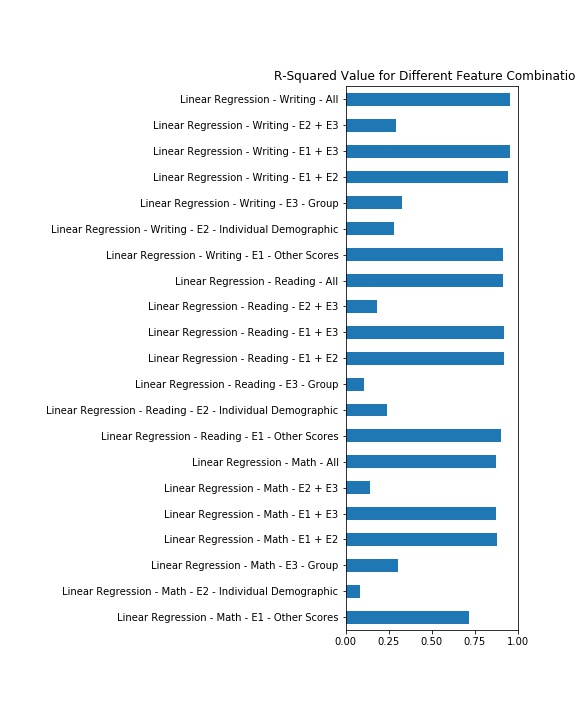 R-Squared Value for Different Feature Combinatio
Linear Regression - Writing - All
Linear Regression - Writing - E2 + E3
Linear Regression - Writing - E1 + E3
Linear Regression - Writing - E1 + E2
Linear Regression - Writing - E3 - Group
Linear Regression - Writing - E2 - Individual Demographic
Linear Regression - Writing - E1 - Other Scores
Linear Regression - Reading - All
Linear Regression - Reading - E2 + E3
Linear Regression - Reading - E1 + E3
Linear Regression - Reading - E1 + E2
Linear Regression - Reading - E3 - Group
Linear Regression - Reading - E2 - Individual Demographic
Linear Regression - Reading - E1 - Other Scores
Linear Regression - Math - All
Linear Regression - Math - E2 + E3
Linear Regression - Math - E1 + E3
Linear Regression - Math - E1 + E2
Linear Regression - Math - E3 - Group
Linear Regression - Math - E2 - Individual Demographic
Linear Regression - Math - E1 - Other Scores
0.00 0.25 0.50 0.75 1.00